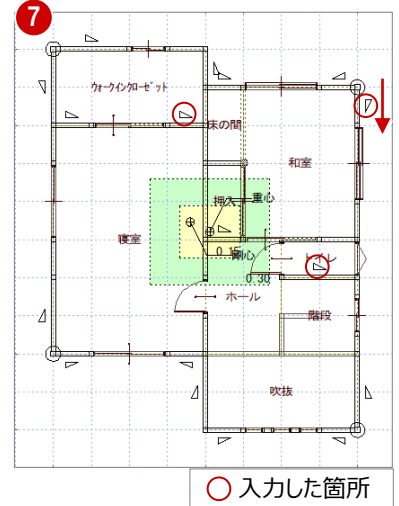 7
ウォークインクローゼット
床の間
和室
押入
重心
寝室
0.15
剛心
トイレ
0.30
ホール
階段
吹抜
入力した箇所